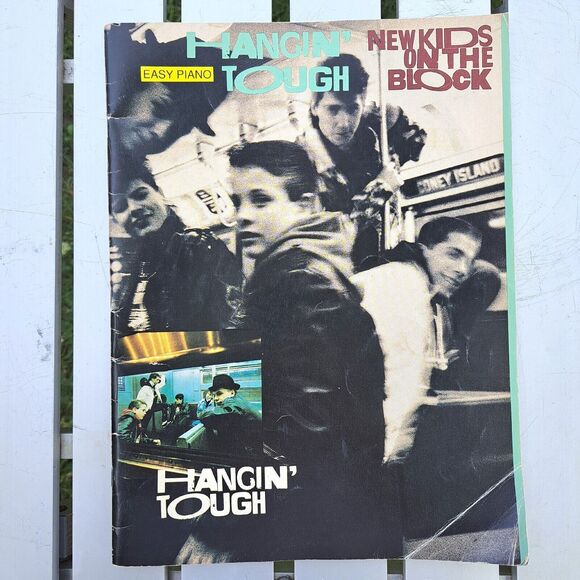 HANGIN'
TOUGH
EASY PIANO
NEW KIDS
ON THE
BLOCK
CONEY ISLAND
HANGIN'
TOUGH